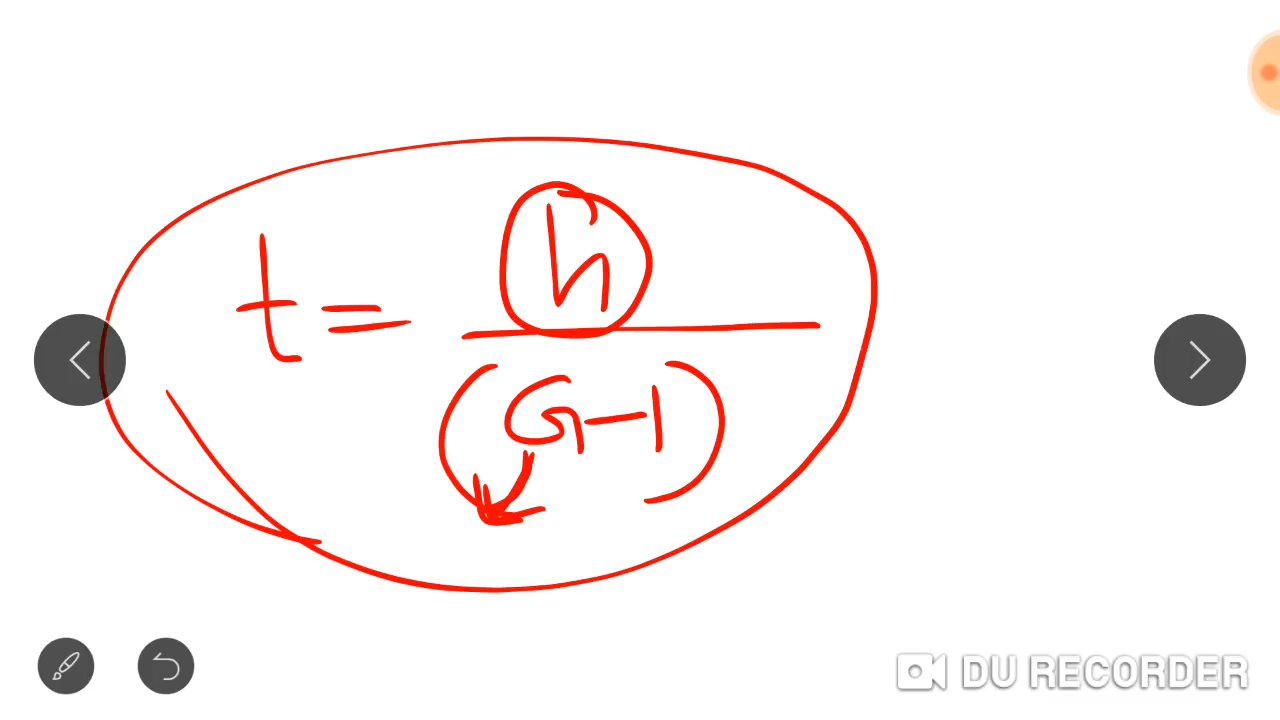 t = h
(G-1)
DU RECORDER